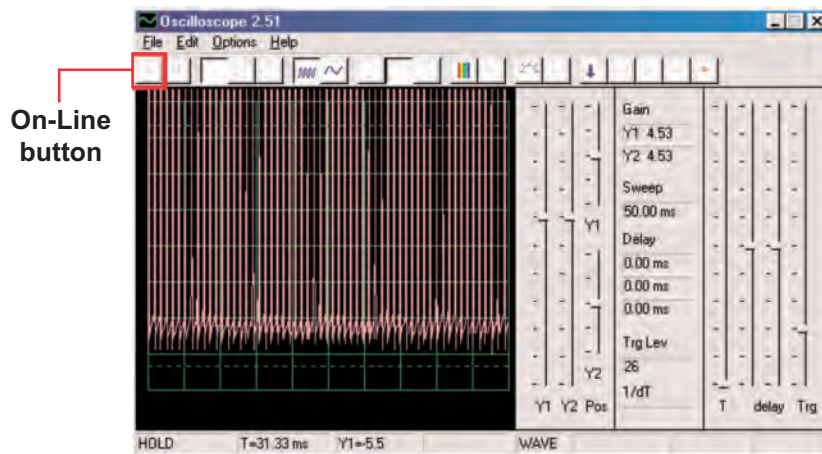 Oscilloscope 2.51
File Edit Options Help
On-Line
button
Gain
Y1 4.53
Y2 4.53
Sweep
50.00 ms
Delay
0.00 ms
0.00 ms
0.00 ms
Trg Lev
26
1/dT
Y1
Y2
Y1 Y2 Pos
T delay Trg
HOLD T=31.33 ms Y1=-5.5 WAVE